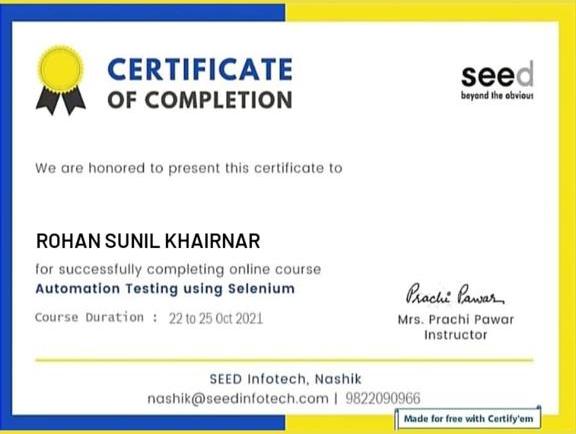 CERTIFICATE
OF COMPLETION
seed
beyond the obvious
We are honored to present this certificate to
ROHAN SUNIL KHAIRNAR
for successfully completing online course
Automation Testing using Selenium
Course Duration : 22 to 25 Oct 2021
Prachi Pawar
Mrs. Prachi Pawar
Instructor
SEED Infotech, Nashik
nashik@seedinfotech.com | 9822090966
Made for free with Certify'em